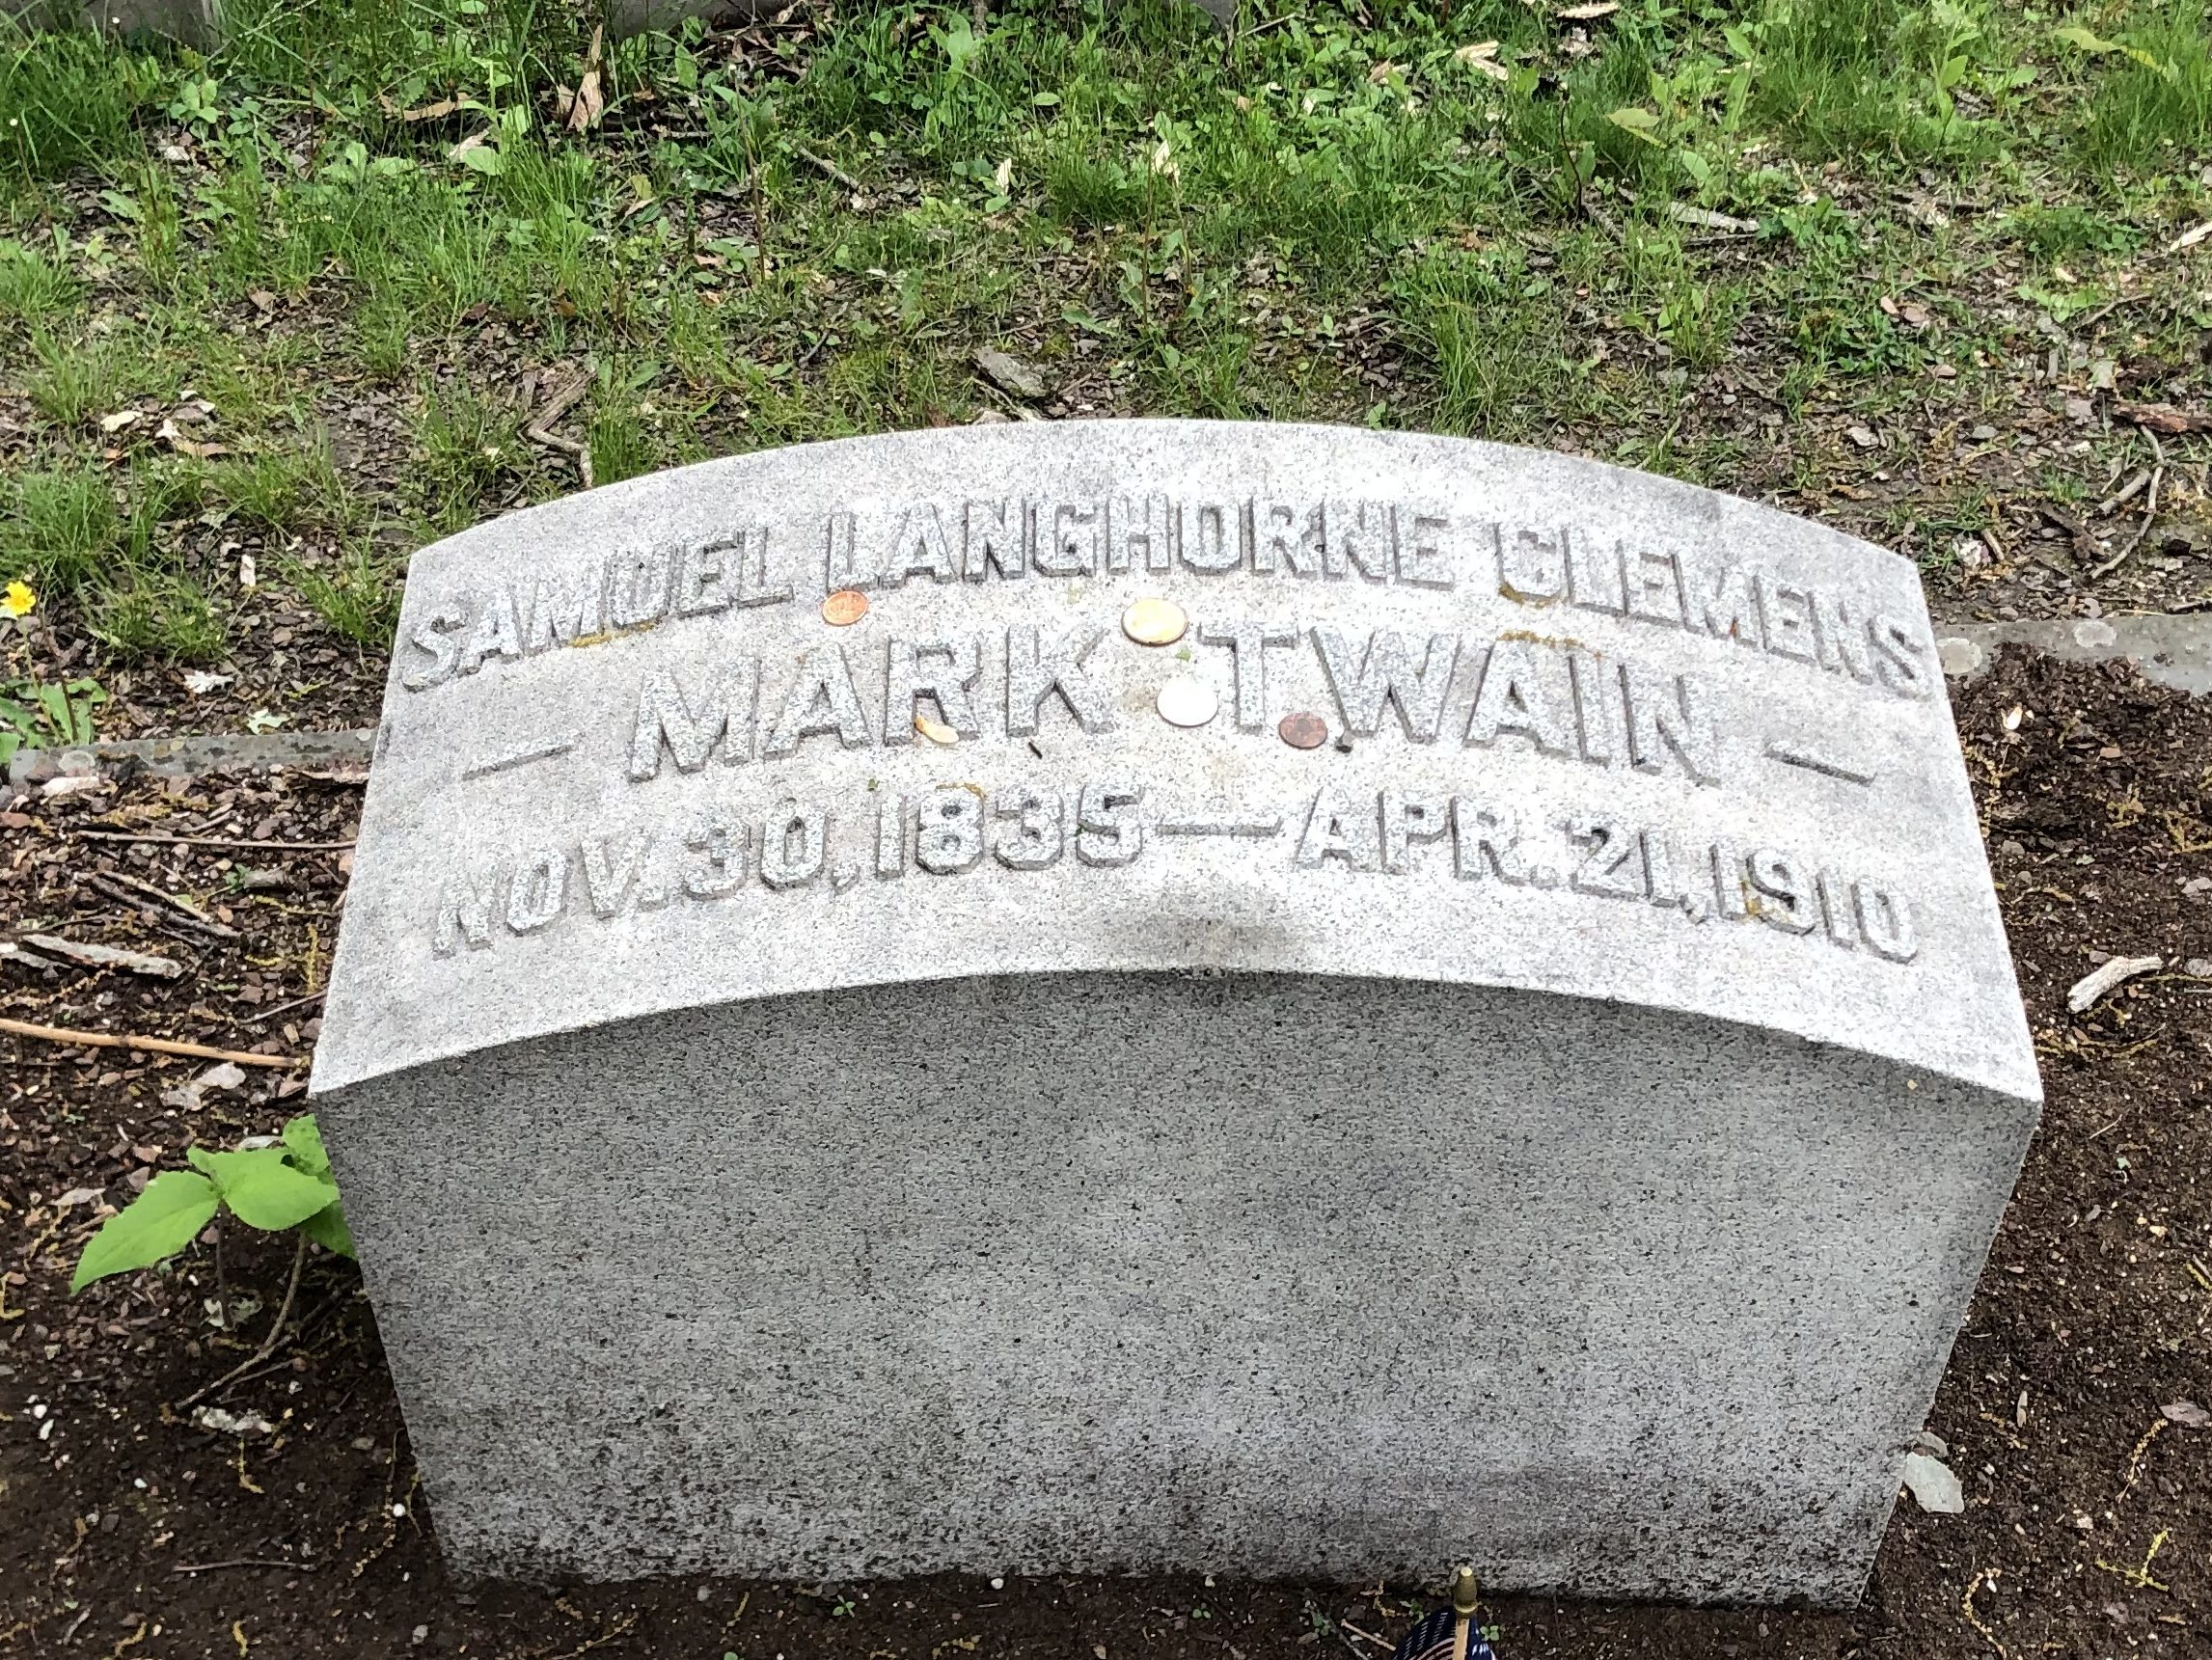 SAMUEL LANGHORNE CLEMENS
— MARK TWAIN —
NOV. 30, 1835 — APR. 21, 1910